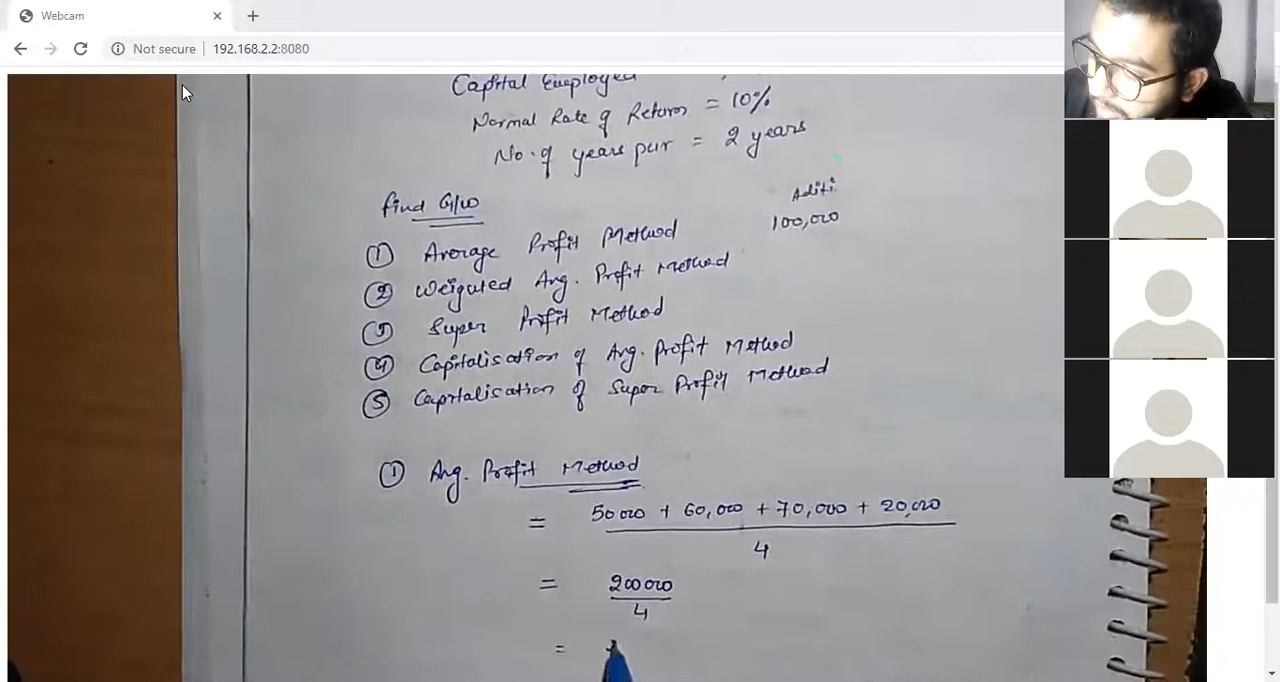 Webcam
Not secure 192.168.2.2:8080
Capital Employed
Normal Rate of Return = 10%
No. of years pur = 2 years
find G/W
Aditi
100,000
① Average Profit Method
② Weighted Avg. Profit Method
③ Super Profit Method
④ Capitalisation of Avg. Profit Method
⑤ Capitalisation of Super Profit Method
① Avg. Profit Method
= 50000 + 60,000 + 70,000 + 20,000
4
= 200000
4
=